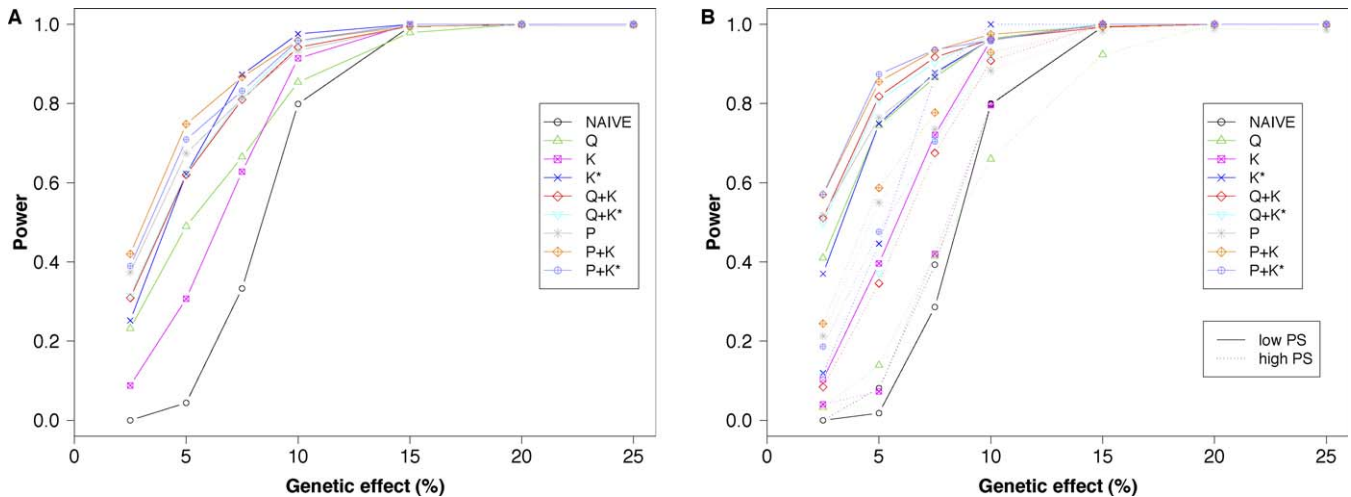 A
Power
1.0
0.8
0.6
0.4
0.2
0.0
0
5
10
15
20
25
Genetic effect (%)
NAIVE
Q
K
K*
Q+K
Q+K*
P
P+K
P+K*
B
Power
1.0
0.8
0.6
0.4
0.2
0.0
0
5
10
15
20
25
Genetic effect (%)
NAIVE
Q
K
K*
Q+K
Q+K*
P
P+K
P+K*
low PS
high PS